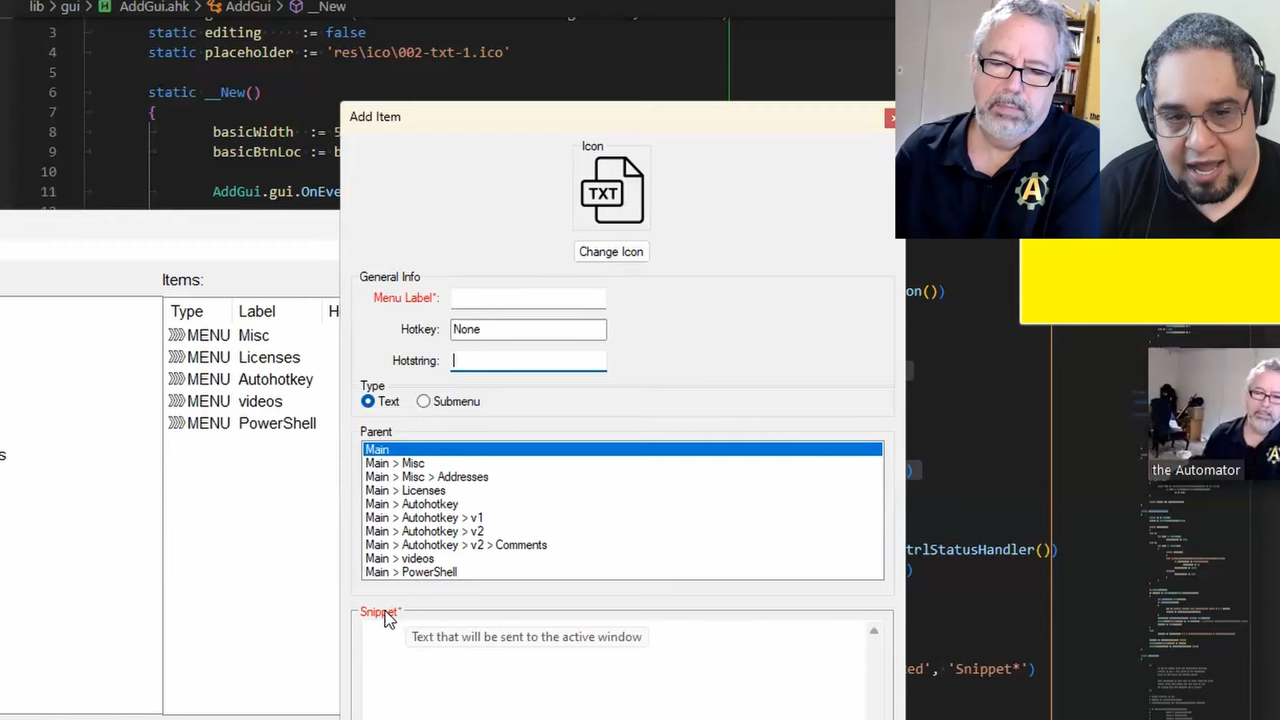 lib > gui > AddGui.ahk > AddGui > __New
3 static editing := false
4 static placeholder := 'res\ico\002-txt-1.ico'
5
6 static __New()
7 {
8 basicWidth := 5
9 basicBtnLoc := b
10
11 AddGui.gui.OnEve
Add Item
Icon
TXT
Change Icon
General Info
Menu Label*:
Hotkey: None
Hotstring:
Type
Text Submenu
Parent
Main
Main > Misc
Main > Misc > Addresses
Main > Licenses
Main > Autohotkey
Main > Autohotkey > v1
Main > Autohotkey > v2
Main > Autohotkey > v2 > Comments
Main > videos
Main > PowerShell
Snippet*
Text that will be sent to the active window
Items:
Type Label H
MENU Misc
MENU Licenses
MENU Autohotkey
MENU videos
MENU PowerShell
s
A
on())
the Automator
trlStatusHandler())
)
ed', 'Snippet*')